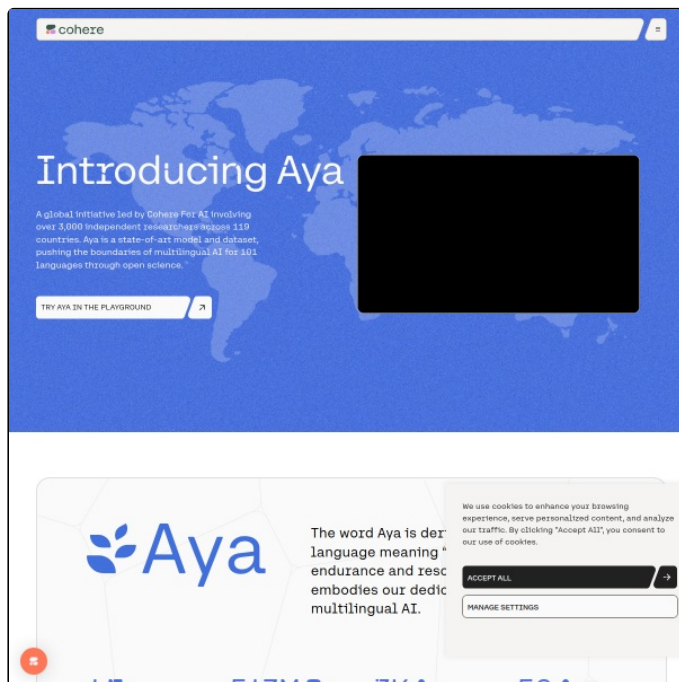 cohere
Introducing Aya
A global initiative led by Cohere For AI involving
over 3,000 independent researchers across 119
countries. Aya is a state-of-art model and dataset,
pushing the boundaries of multilingual AI for 101
languages through open science.
TRY AYA IN THE PLAYGROUND
Aya
The word Aya is
language meaning
endurance and
embodies our
multilingual AI.
We use cookies to enhance your browsing
experience, serve personalized content, and analyze
our traffic. By clicking "Accept All", you consent to
our use of cookies.
ACCEPT ALL
MANAGE SETTINGS